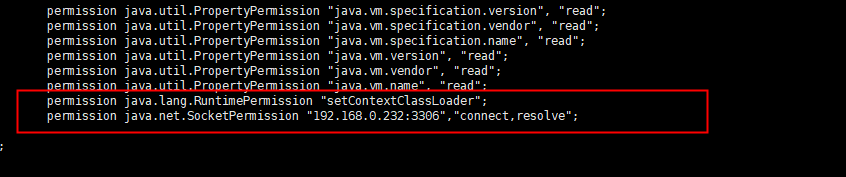 permission java.util.PropertyPermission "java.vm.specification.version", "read";
permission java.util.PropertyPermission "java.vm.specification.vendor", "read";
permission java.util.PropertyPermission "java.vm.specification.name", "read";
permission java.util.PropertyPermission "java.vm.version", "read";
permission java.util.PropertyPermission "java.vm.vendor", "read";
permission java.util.PropertyPermission "java.vm.name", "read";
permission java.lang.RuntimePermission "setContextClassLoader";
permission java.net.SocketPermission "192.168.0.232:3306","connect,resolve";
;